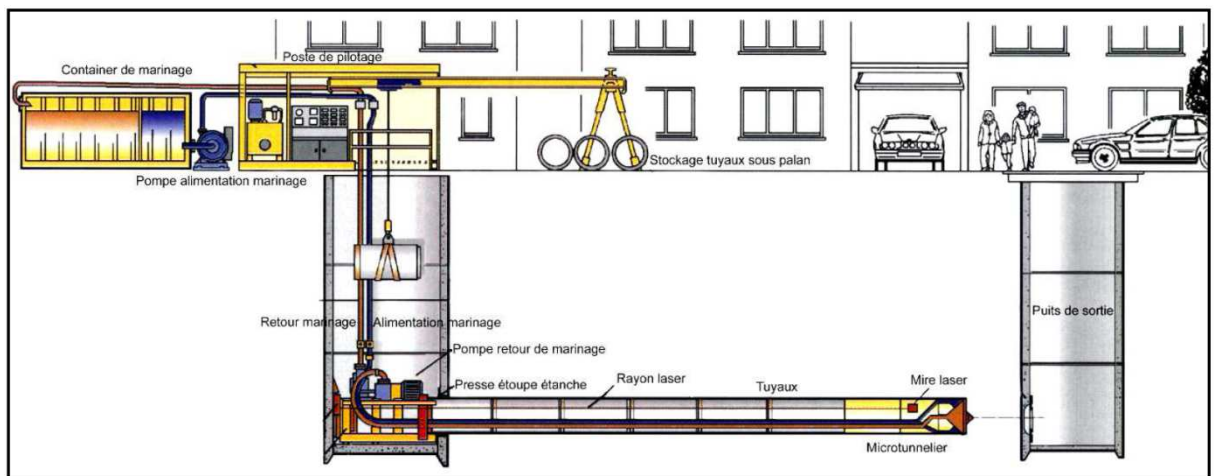 Poste de pilotage
Container de marinage
Stockage tuyaux sous palan
Pompe alimentation marinage
Retour marinage
Alimentation marinage
Puits de sortie
Pompe retour de marinage
Presse étoupe étanche
Rayon laser
Tuyaux
Mire laser
Microtunnelier